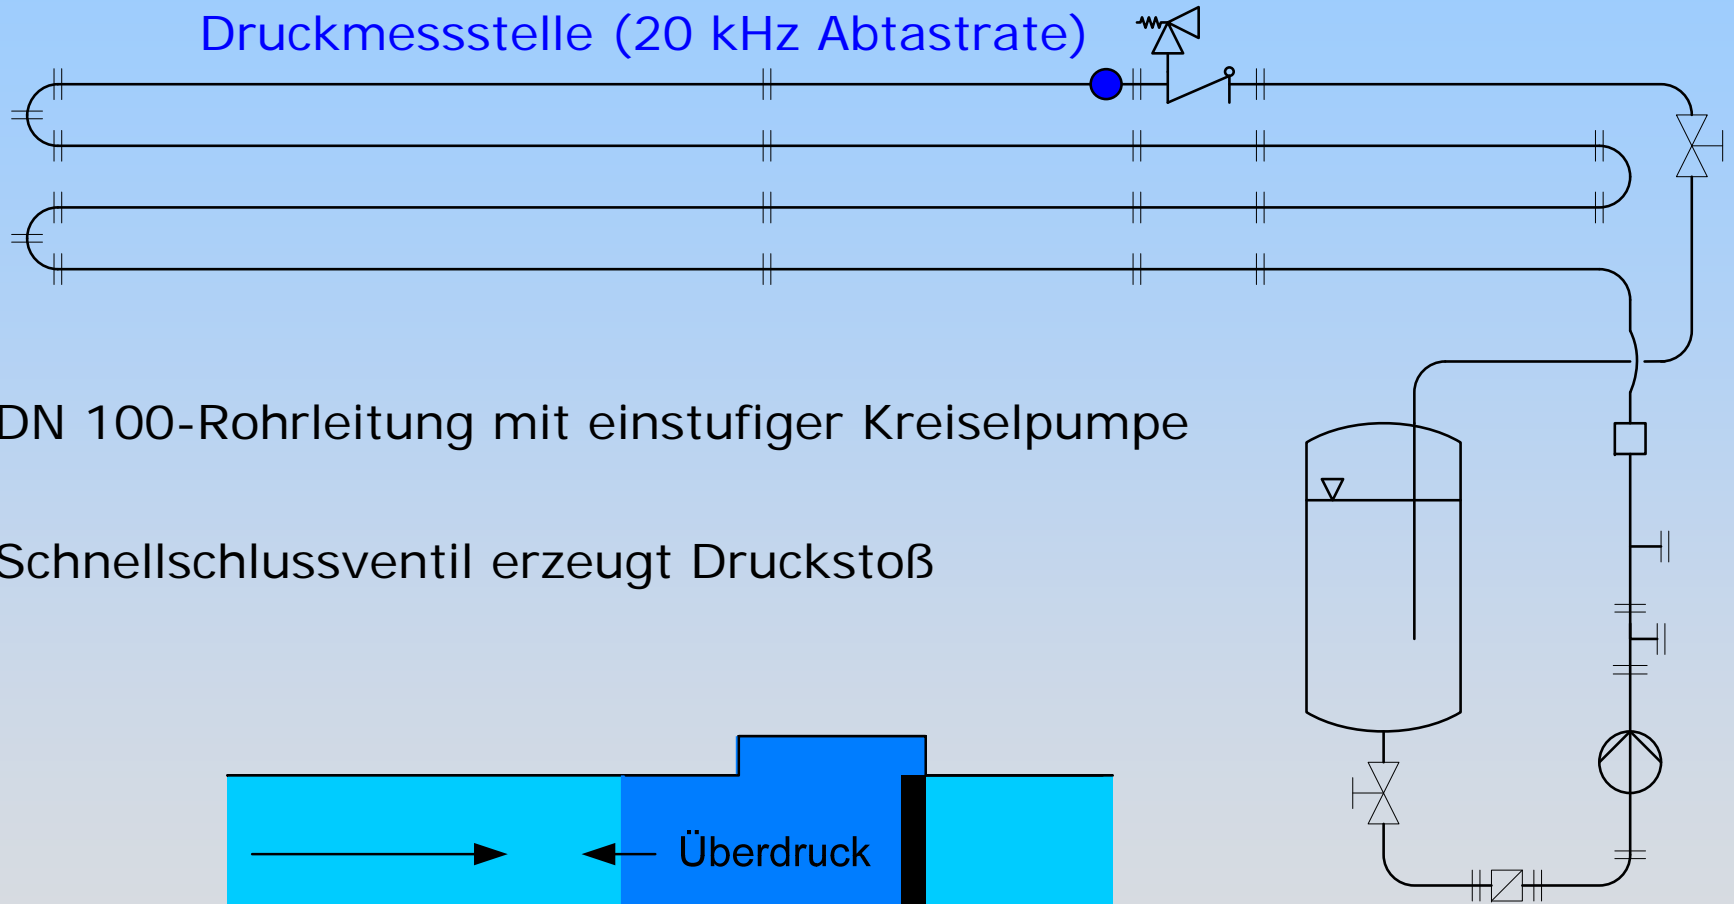 Druckmessstelle (20 kHz Abtastrate)
DN 100-Rohrleitung mit einstufiger Kreiselpumpe
Schnellschlussventil erzeugt Druckstoß
Überdruck